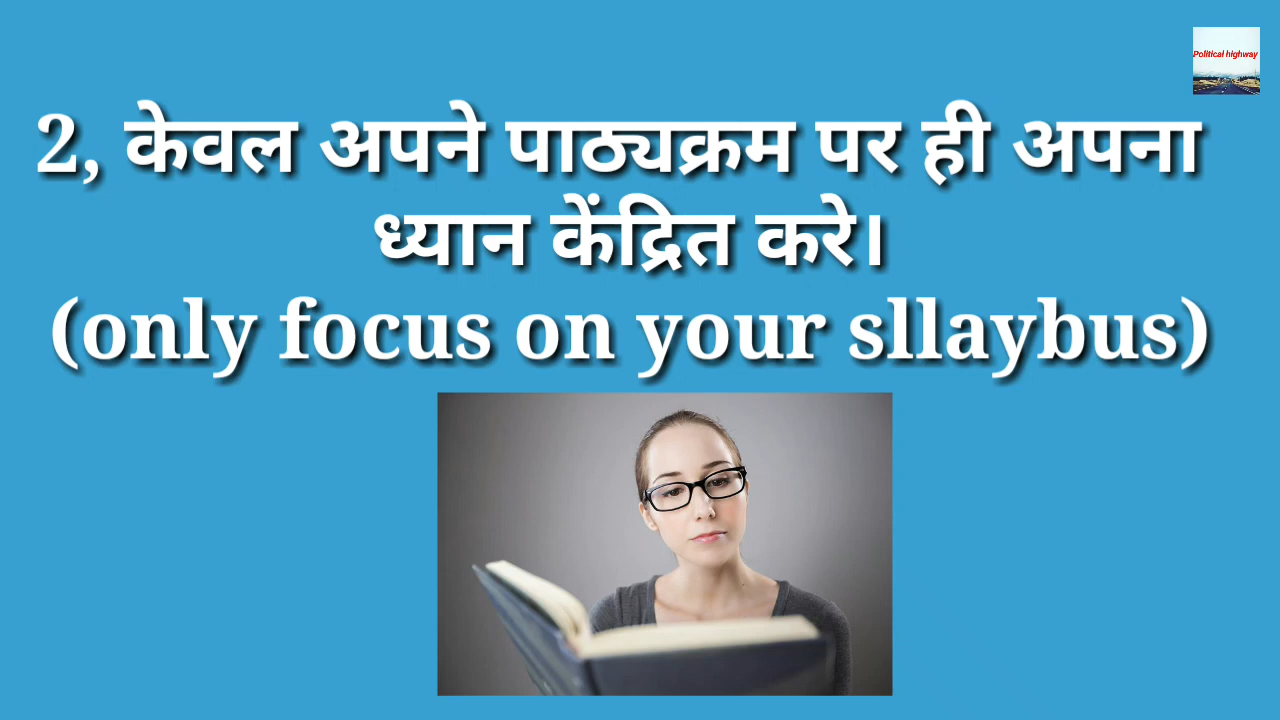 Political highway
2, केवल अपने पाठ्यक्रम पर ही अपना
ध्यान केंद्रित करे।
(only focus on your sllaybus)